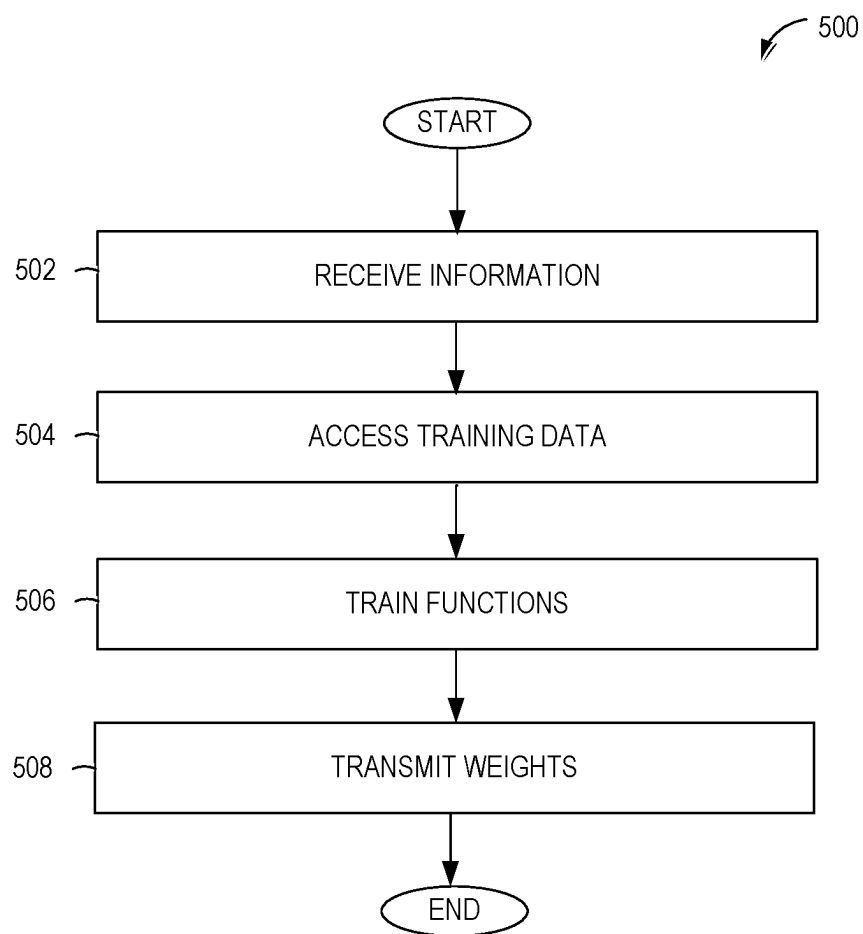 500
START
502
RECEIVE INFORMATION
504
ACCESS TRAINING DATA
506
TRAIN FUNCTIONS
508
TRANSMIT WEIGHTS
END